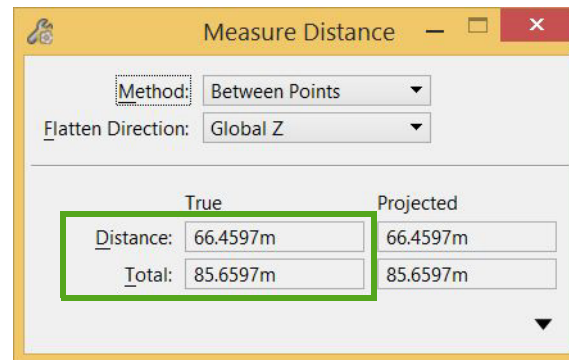 Measure Distance
Method: Between Points
Flatten Direction: Global Z
True Projected
Distance: 66.4597m 66.4597m
Total: 85.6597m 85.6597m